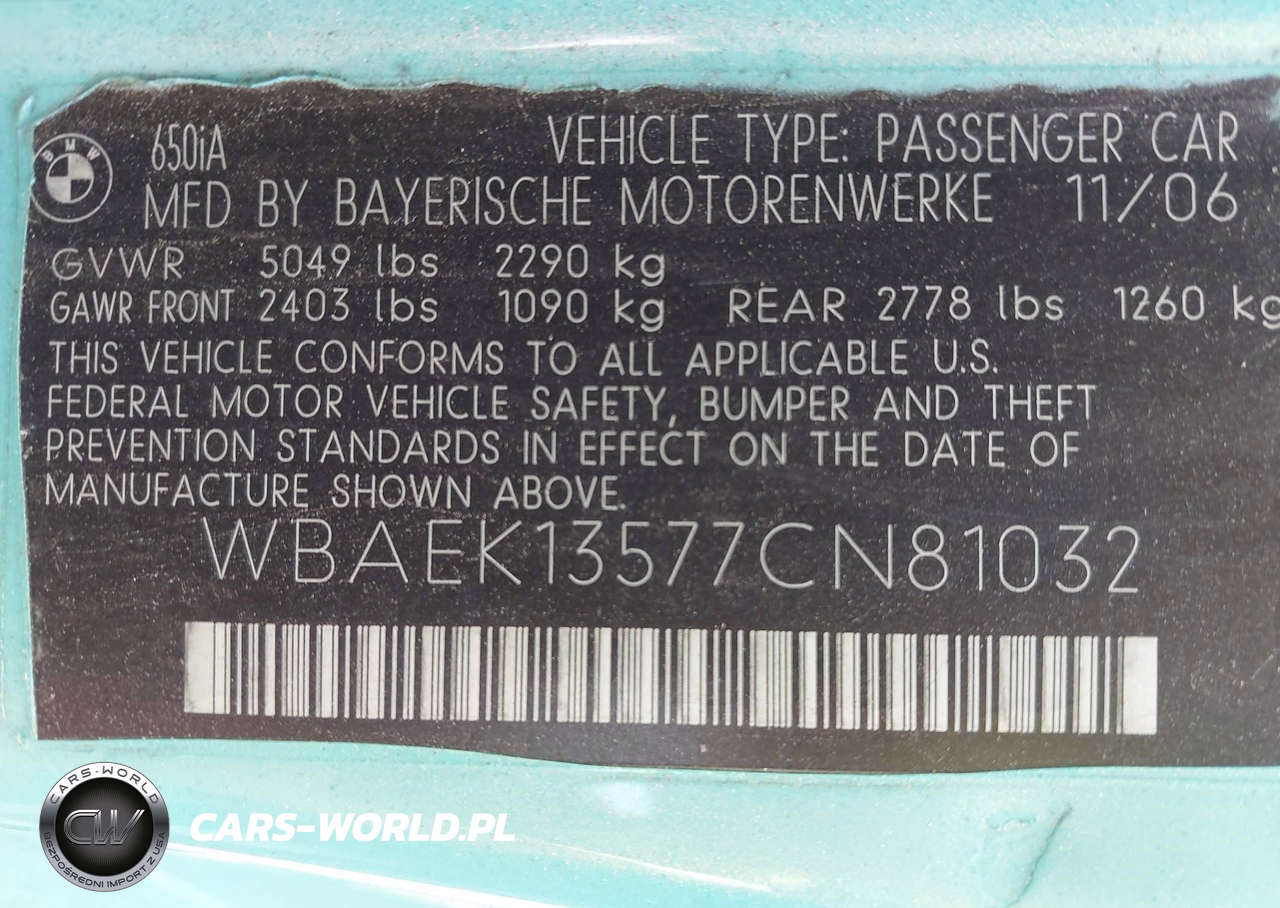 BMW
650iA
VEHICLE TYPE: PASSENGER CAR
MFD BY BAYERISCHE MOTORENWERKE 11/06
GVWR 5049 lbs 2290 kg
GAWR FRONT 2403 lbs 1090 kg REAR 2778 lbs 1260 kg
THIS VEHICLE CONFORMS TO ALL APPLICABLE U.S.
FEDERAL MOTOR VEHICLE SAFETY, BUMPER AND THEFT
PREVENTION STANDARDS IN EFFECT ON THE DATE OF
MANUFACTURE SHOWN ABOVE.
WBAEK13577CN81032
CARS-WORLD
CW
BEZPOŚREDNI IMPORT Z USA
CARS-WORLD.PL